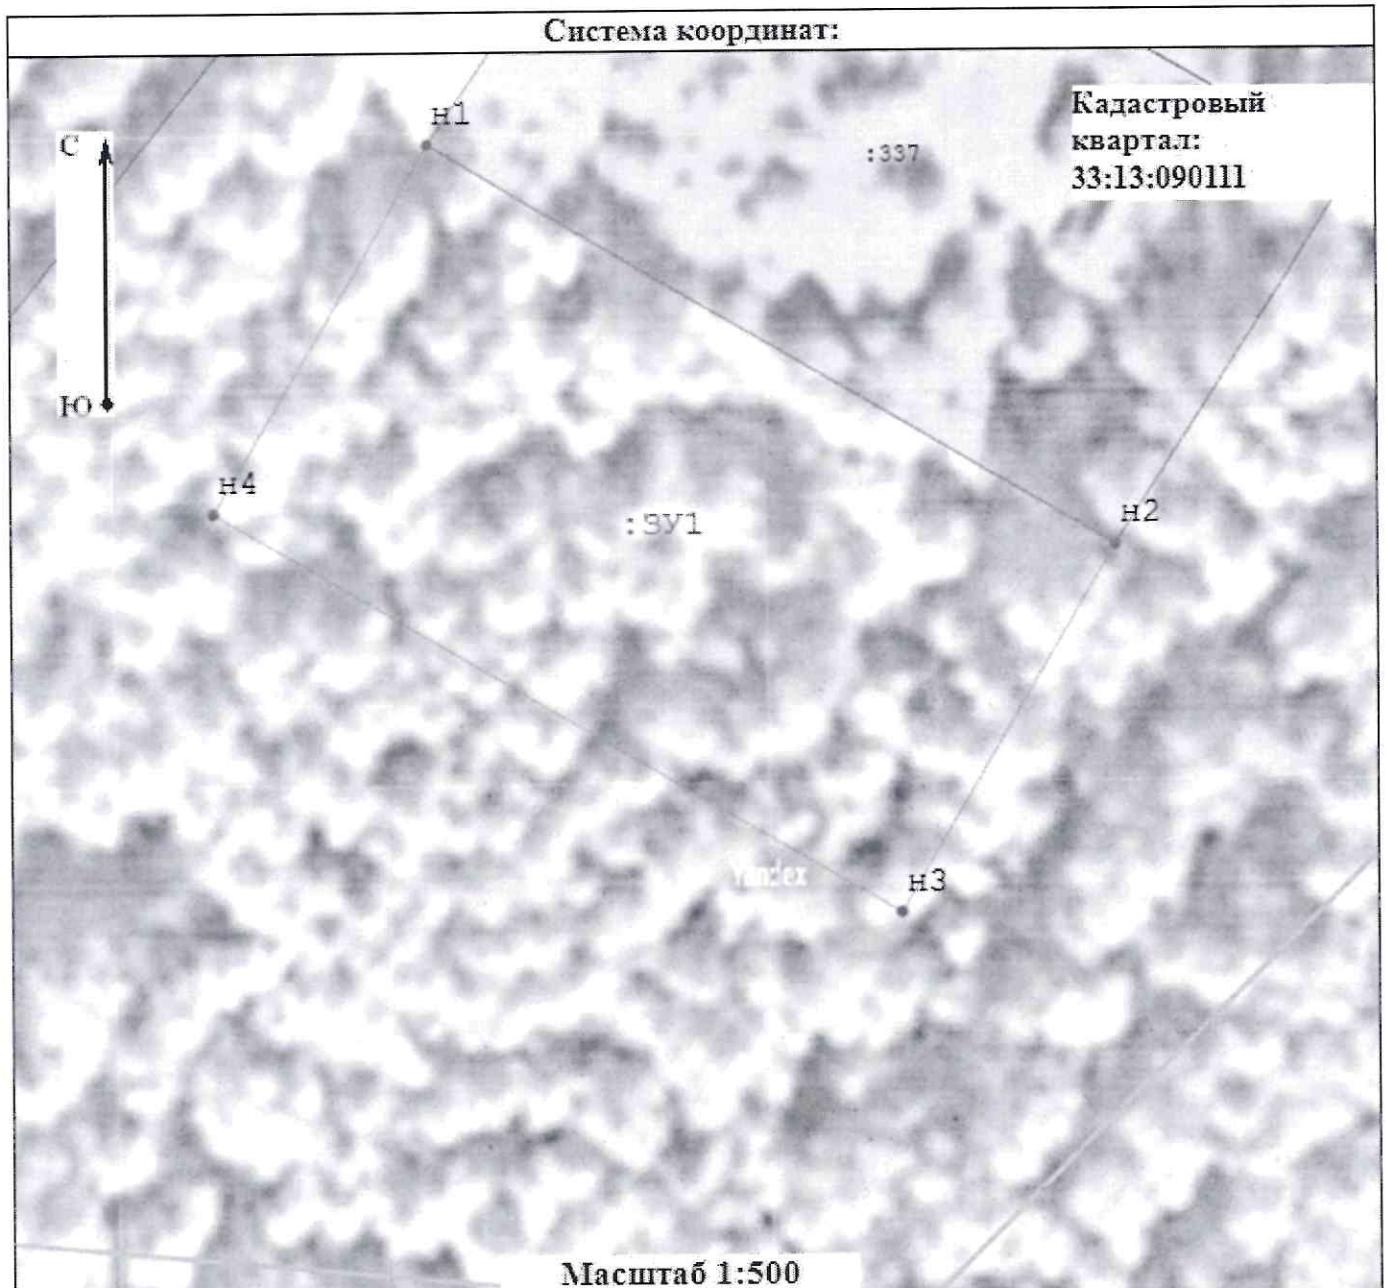 Система координат:
н1
С
:337
Кадастровый
квартал:
33:13:090111
Ю
н4
:ЗУ1
н2
Yandex
н3
Масштаб 1:500